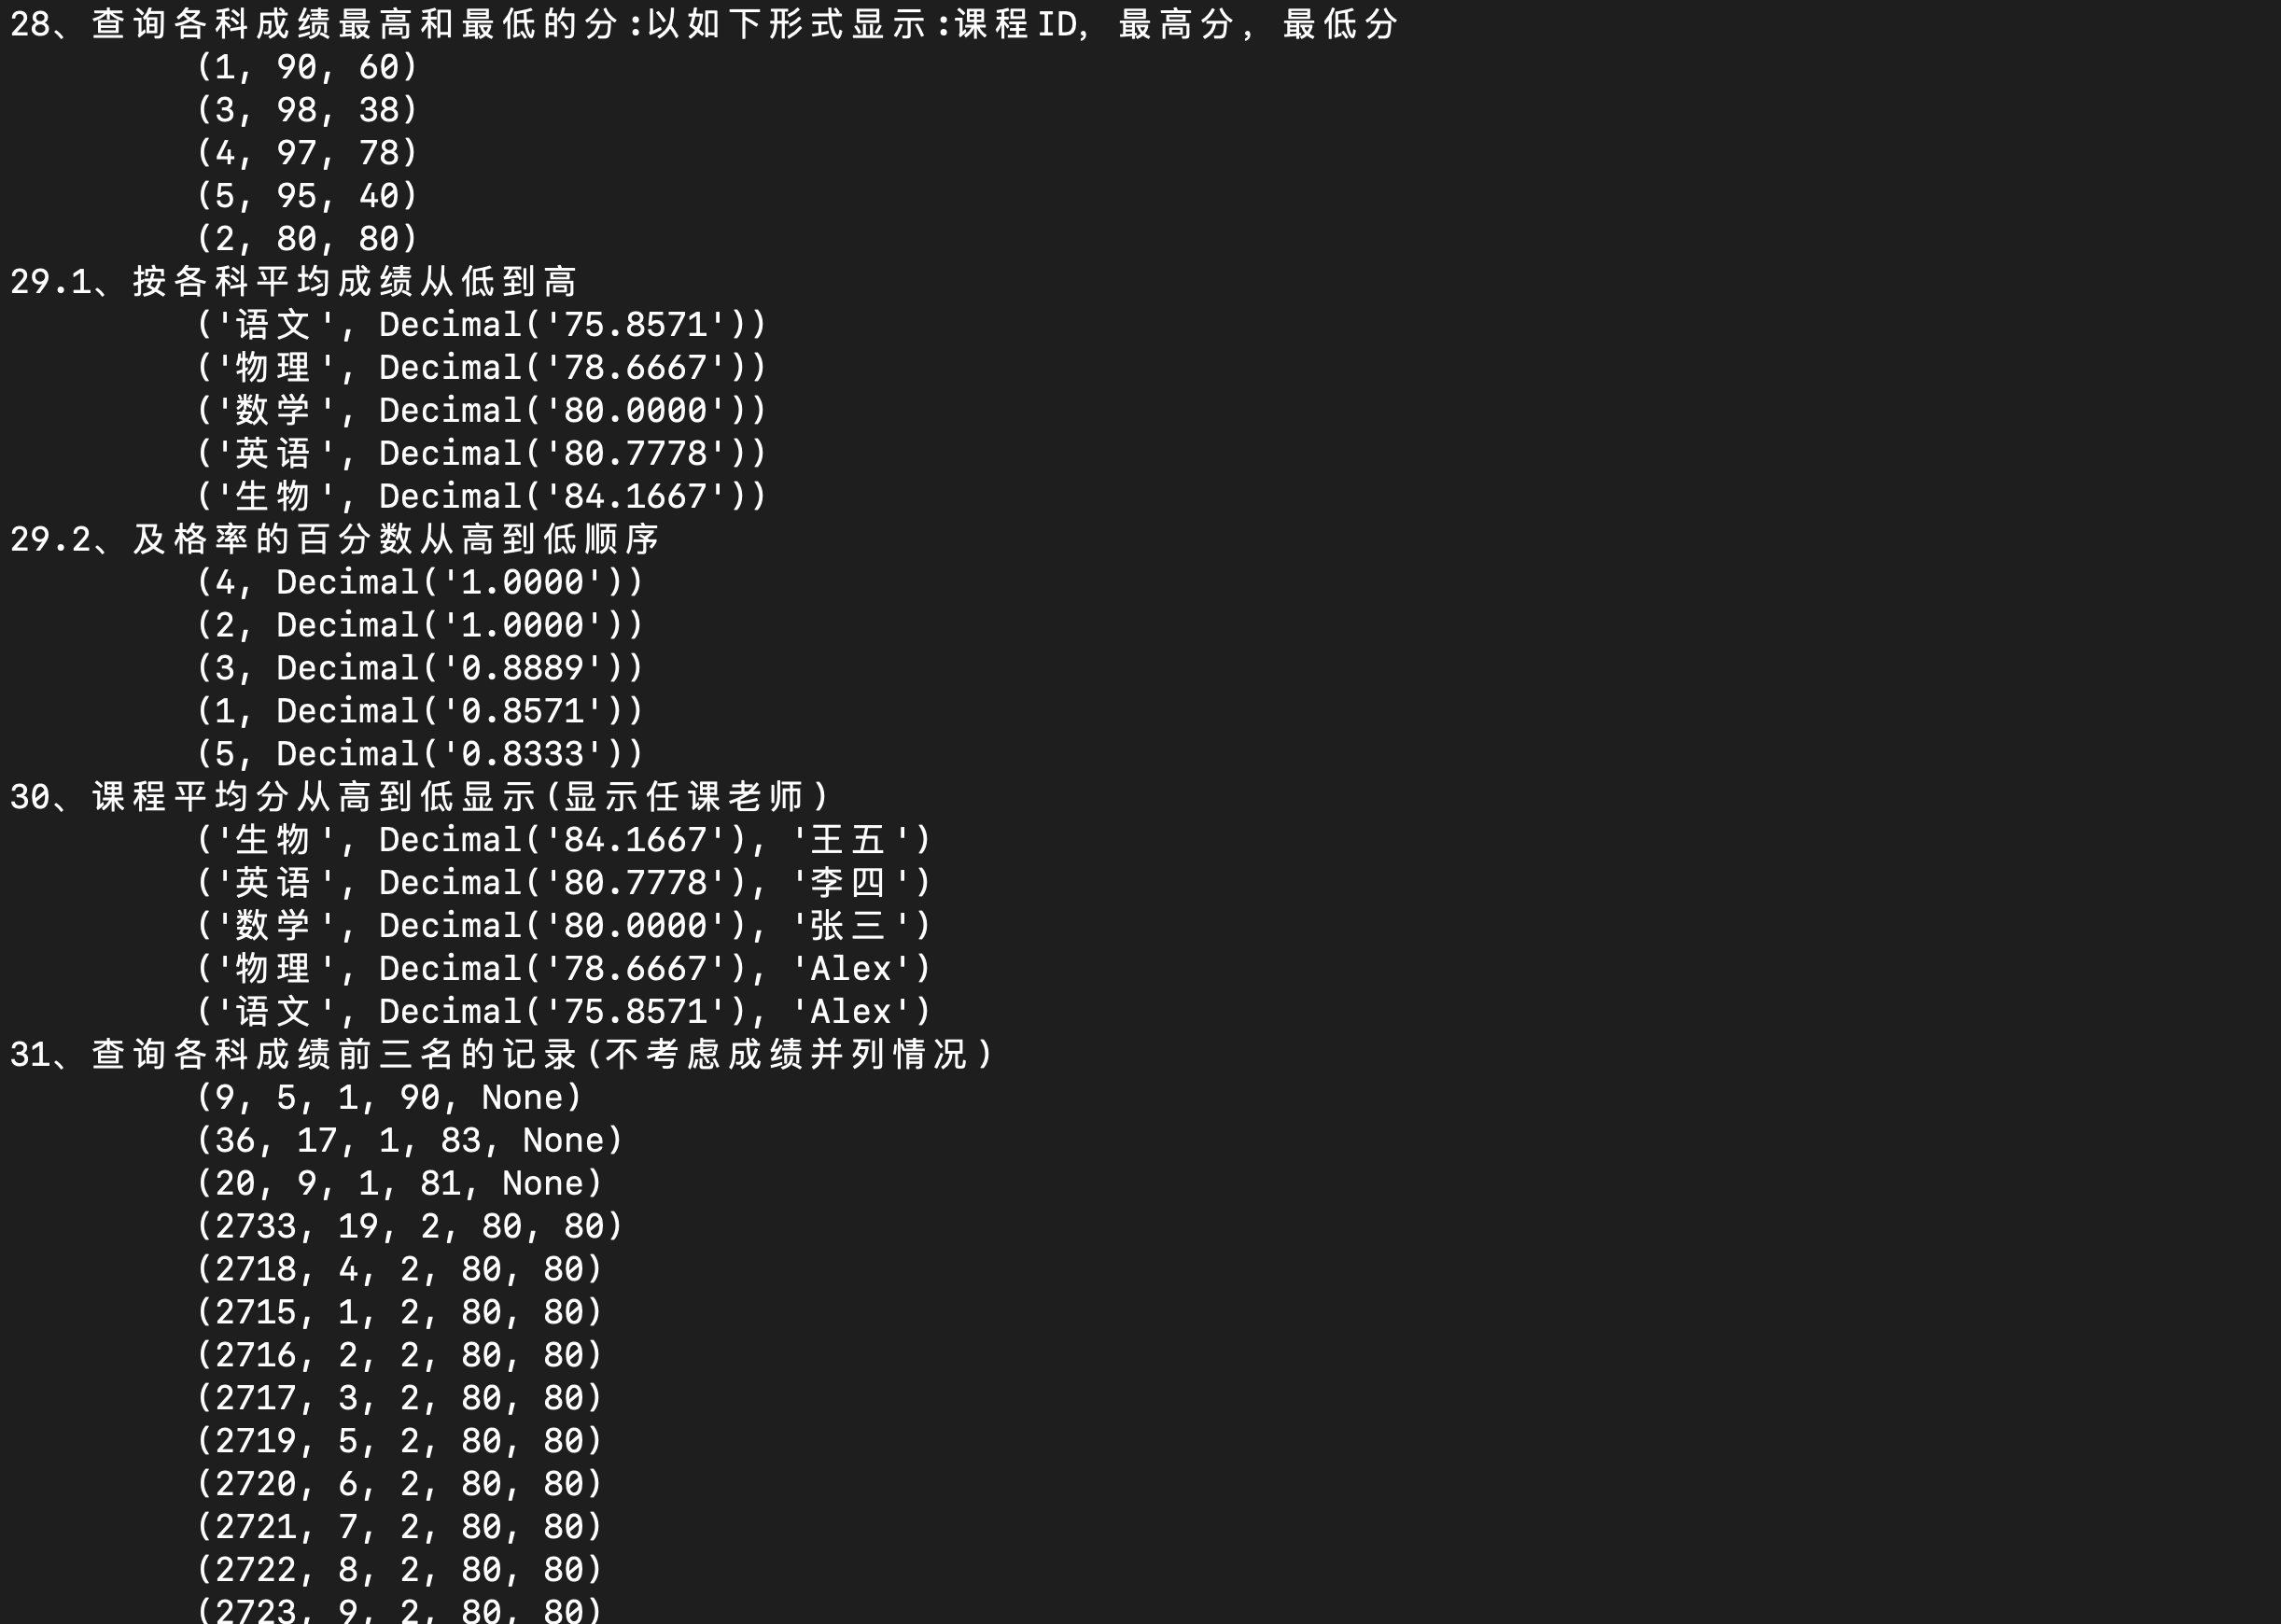 28、查询各科成绩最高和最低的分:以如下形式显示:课程ID, 最高分, 最低分
(1, 90, 60)
(3, 98, 38)
(4, 97, 78)
(5, 95, 40)
(2, 80, 80)
29.1、按各科平均成绩从低到高
('语文', Decimal('75.8571'))
('物理', Decimal('78.6667'))
('数学', Decimal('80.0000'))
('英语', Decimal('80.7778'))
('生物', Decimal('84.1667'))
29.2、及格率的百分数从高到低顺序
(4, Decimal('1.0000'))
(2, Decimal('1.0000'))
(3, Decimal('0.8889'))
(1, Decimal('0.8571'))
(5, Decimal('0.8333'))
30、课程平均分从高到低显示(显示任课老师)
('生物', Decimal('84.1667'), '王五')
('英语', Decimal('80.7778'), '李四')
('数学', Decimal('80.0000'), '张三')
('物理', Decimal('78.6667'), 'Alex')
('语文', Decimal('75.8571'), 'Alex')
31、查询各科成绩前三名的记录(不考虑成绩并列情况)
(9, 5, 1, 90, None)
(36, 17, 1, 83, None)
(20, 9, 1, 81, None)
(2733, 19, 2, 80, 80)
(2718, 4, 2, 80, 80)
(2715, 1, 2, 80, 80)
(2716, 2, 2, 80, 80)
(2717, 3, 2, 80, 80)
(2719, 5, 2, 80, 80)
(2720, 6, 2, 80, 80)
(2721, 7, 2, 80, 80)
(2722, 8, 2, 80, 80)
(2723, 9, 2, 80, 80)